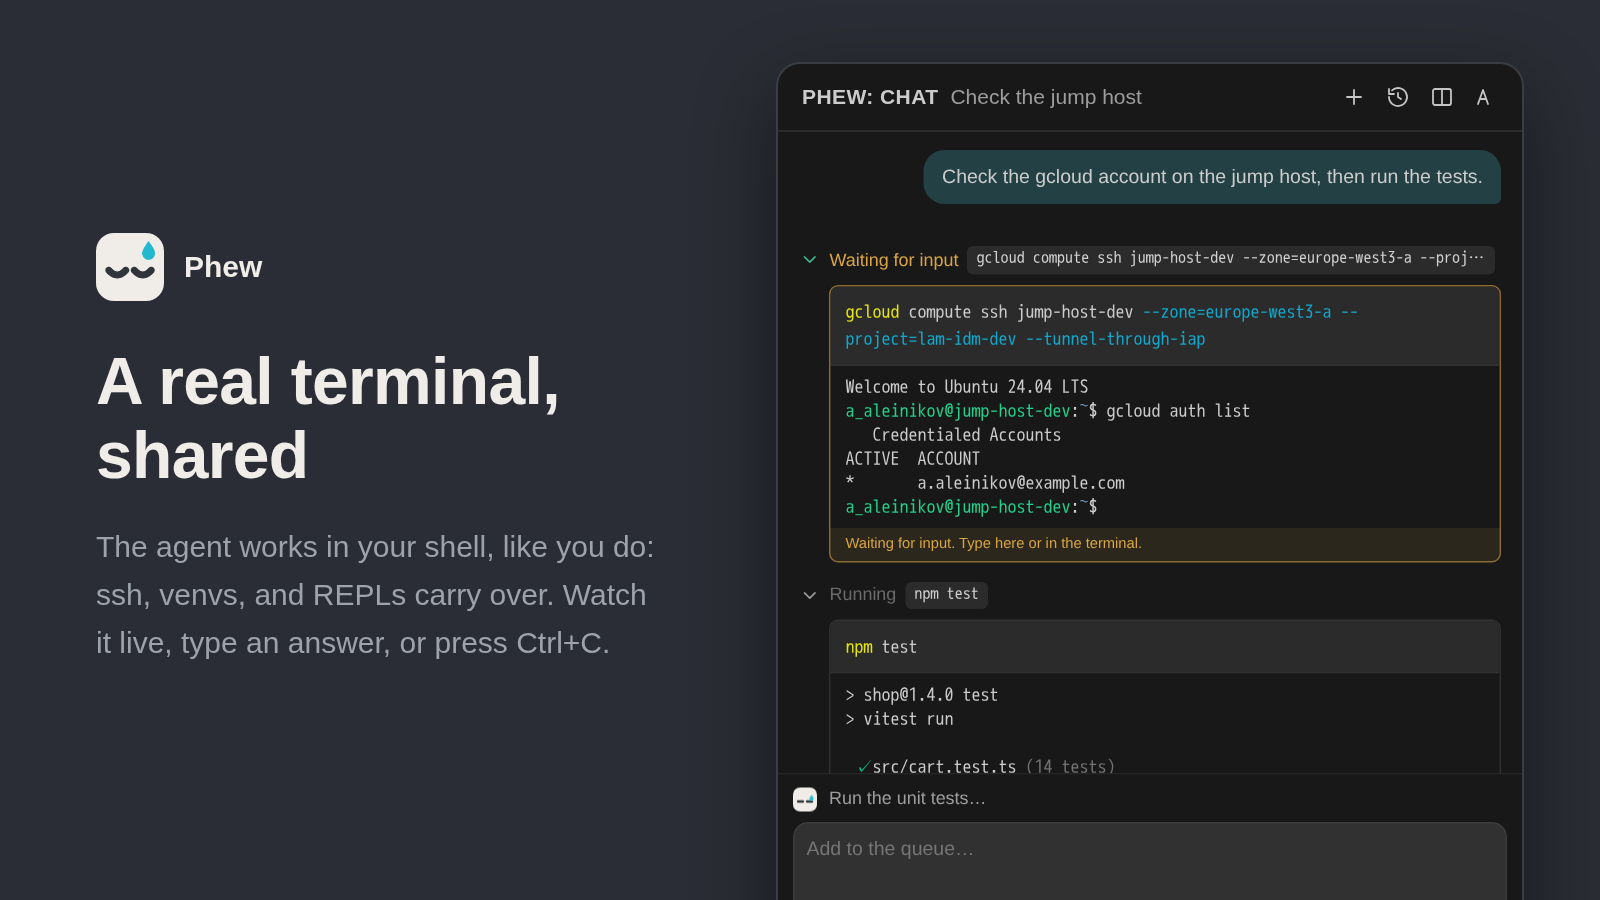 Phew
A real terminal,
shared
The agent works in your shell, like you do:
ssh, venvs, and REPLs carry over. Watch
it live, type an answer, or press Ctrl+C.
PHEW: CHAT Check the jump host
Check the gcloud account on the jump host, then run the tests.
Waiting for input gcloud compute ssh jump-host-dev --zone=europe-west3-a --proj···
gcloud compute ssh jump-host-dev --zone=europe-west3-a --
project=lam-idm-dev --tunnel-through-iap
Welcome to Ubuntu 24.04 LTS
a_aleinikov@jump-host-dev:~$ gcloud auth list
Credentialed Accounts
ACTIVE ACCOUNT
* a.aleinikov@example.com
a_aleinikov@jump-host-dev:~$
Waiting for input. Type here or in the terminal.
Running npm test
npm test
> shop@1.4.0 test
> vitest run
✓src/cart.test.ts (14 tests)
Run the unit tests…
Add to the queue…